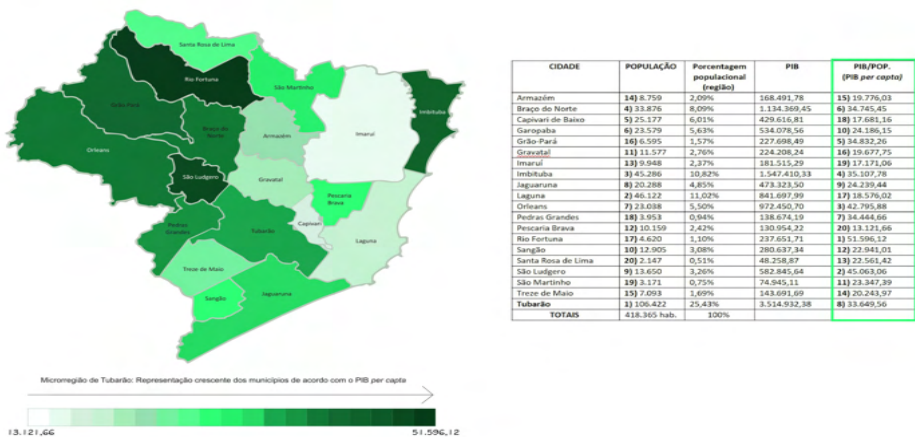 Santa Rosa de Lima
Rio Fortuna
São Martinho
Grão-Pará
Imbituba
Braço do Norte
Armazém
Imaruí
Orleans
São Ludgero
Gravatal
Pescaria Brava
Pedras Grandes
Tubarão
Capivari
Laguna
Treze de Maio
Sangão
Jaguaruna
Microrregião de Tubarão: Representação crescente dos municípios de acordo com o PIB per capta
13.121,66 51.596,12
CIDADE POPULAÇÃO Porcentagem populacional (região) PIB PIB/POP. (PIB per capta)
Armazém 14) 8.759 2,09% 168.491,78 15) 19.776,03
Braço do Norte 4) 33.876 8,09% 1.134.369,45 6) 34.745,45
Capivari de Baixo 5) 25.177 6,01% 429.616,81 18) 17.681,16
Garopaba 6) 23.579 5,63% 534.078,56 10) 24.186,15
Grão-Pará 16) 6.595 1,57% 227.698,49 5) 34.832,26
Gravatal 11) 11.577 2,76% 224.208,24 16) 19.677,75
Imaruí 13) 9.948 2,37% 181.515,29 19) 17.171,06
Imbituba 3) 45.286 10,82% 1.547.410,33 4) 35.107,78
Jaguaruna 8) 20.288 4,85% 473.323,50 9) 24.239,44
Laguna 2) 46.122 11,02% 841.697,99 17) 18.576,02
Orleans 7) 23.038 5,50% 972.450,70 3) 42.795,88
Pedras Grandes 18) 3.953 0,94% 138.674,19 7) 34.444,66
Pescaria Brava 12) 10.159 2,42% 130.954,22 20) 13.121,66
Rio Fortuna 17) 4.620 1,10% 237.651,71 1) 51.596,12
Sangão 10) 12.905 3,08% 280.637,34 12) 22.941,01
Santa Rosa de Lima 20) 2.147 0,51% 48.258,87 13) 22.561,42
São Ludgero 9) 13.650 3,26% 582.845,64 2) 45.063,06
São Martinho 19) 3.171 0,75% 74.945,11 11) 23.347,39
Treze de Maio 15) 7.093 1,69% 143.691,69 14) 20.243,97
Tubarão 1) 106.422 25,43% 3.514.932,38 8) 33.649,56
TOTAIS 418.365 hab. 100%